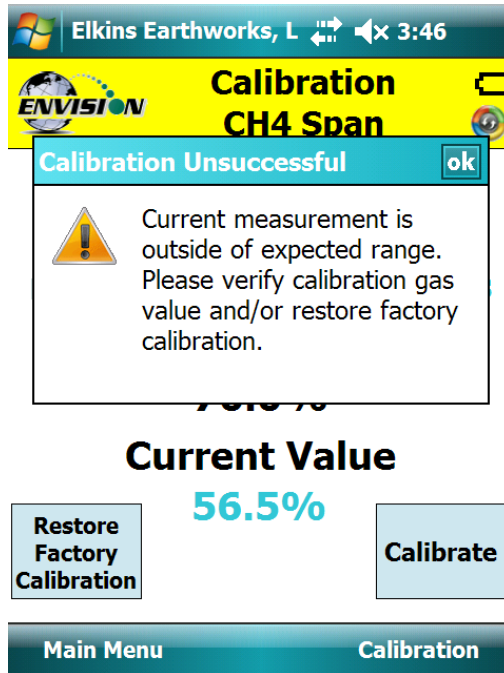 Elkins Earthworks, L 3:46
ENVISION
Calibration
CH4 Span
Calibration Unsuccessful ok
Current measurement is
outside of expected range.
Please verify calibration gas
value and/or restore factory
calibration.
Current Value
56.5%
Restore
Factory
Calibration
Calibrate
Main Menu Calibration